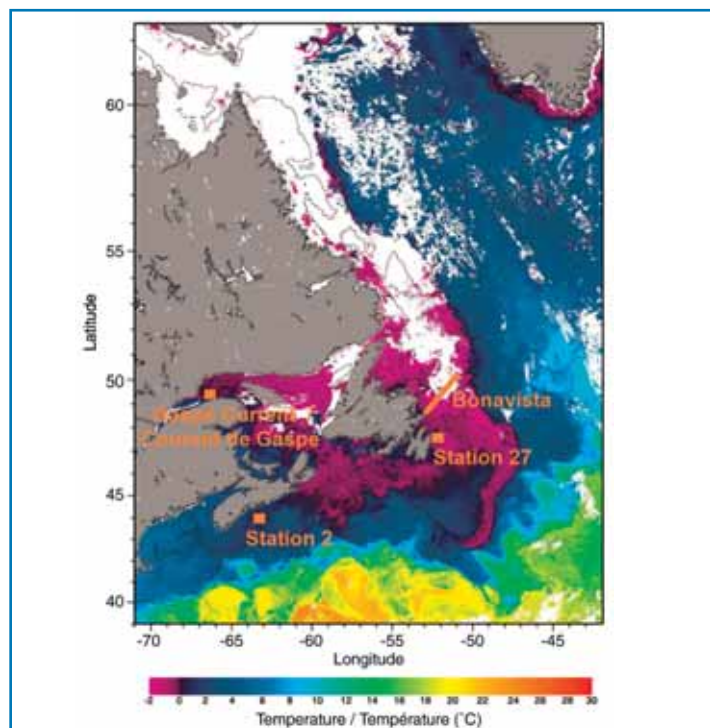 60
55
50
45
40
Latitude
Bonavista
Gaspe Current
Courant de Gaspe
Station 27
Station 2
-70 -65 -60 -55 -50 -45
Longitude
-2 0 2 4 6 8 10 12 14 16 18 20 22 24 26 28 30
Temperature / Température (˚C)